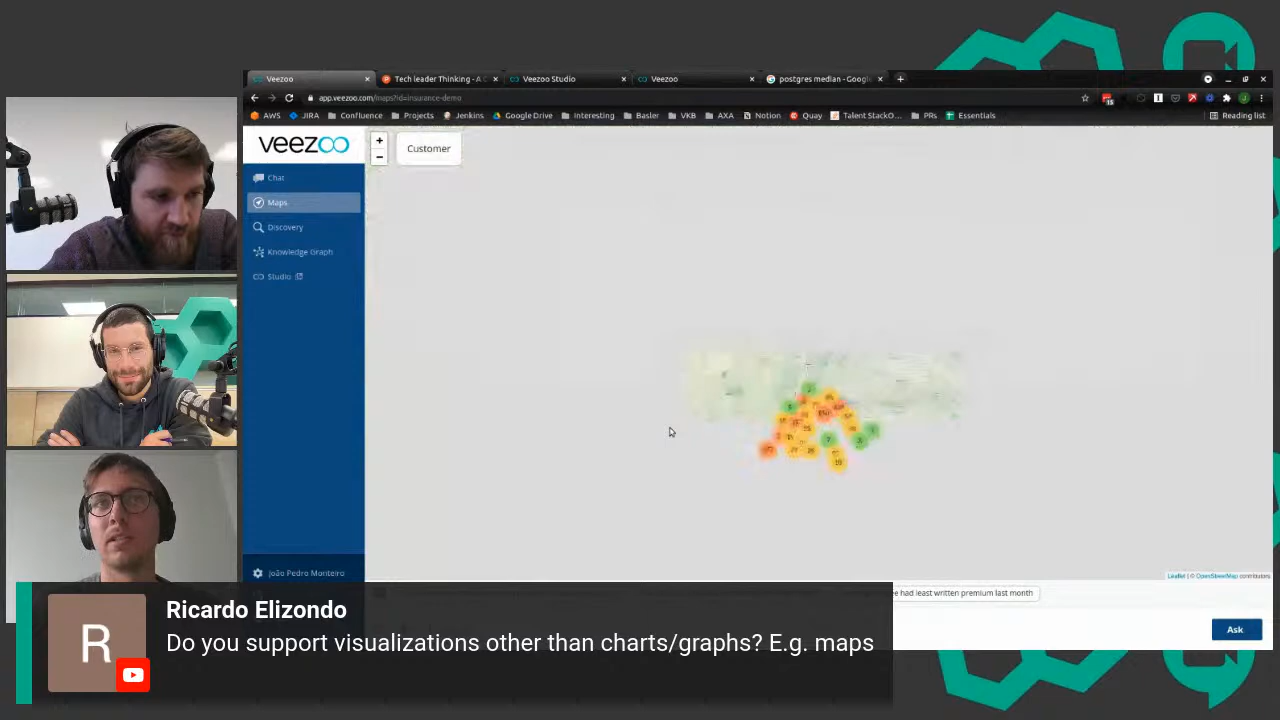 Veezoo
Tech leader Thinking - A
Veezoo Studio
Veezoo
postgres median - Google
app.veezoo.com/maps?id=insurance-demo
AWS
JIRA
Confluence
Projects
Jenkins
Google Drive
Interesting
Basler
VKB
AXA
Notion
Quay
Talent StackO...
PRs
Essentials
Reading list
veezoo
+
−
Customer
Chat
Maps
Discovery
Knowledge Graph
Studio
João Pedro Monteiro
Leaflet | © OpenStreetMap contributors
had least written premium last month
Ask
R
Ricardo Elizondo
Do you support visualizations other than charts/graphs? E.g. maps